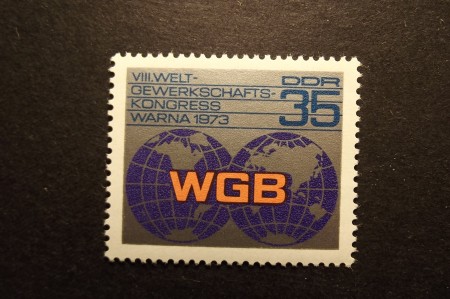 VIII.WELT-
GEWERKSCHAFTS-
KONGRESS
WARNA 1973
DDR
35
WGB